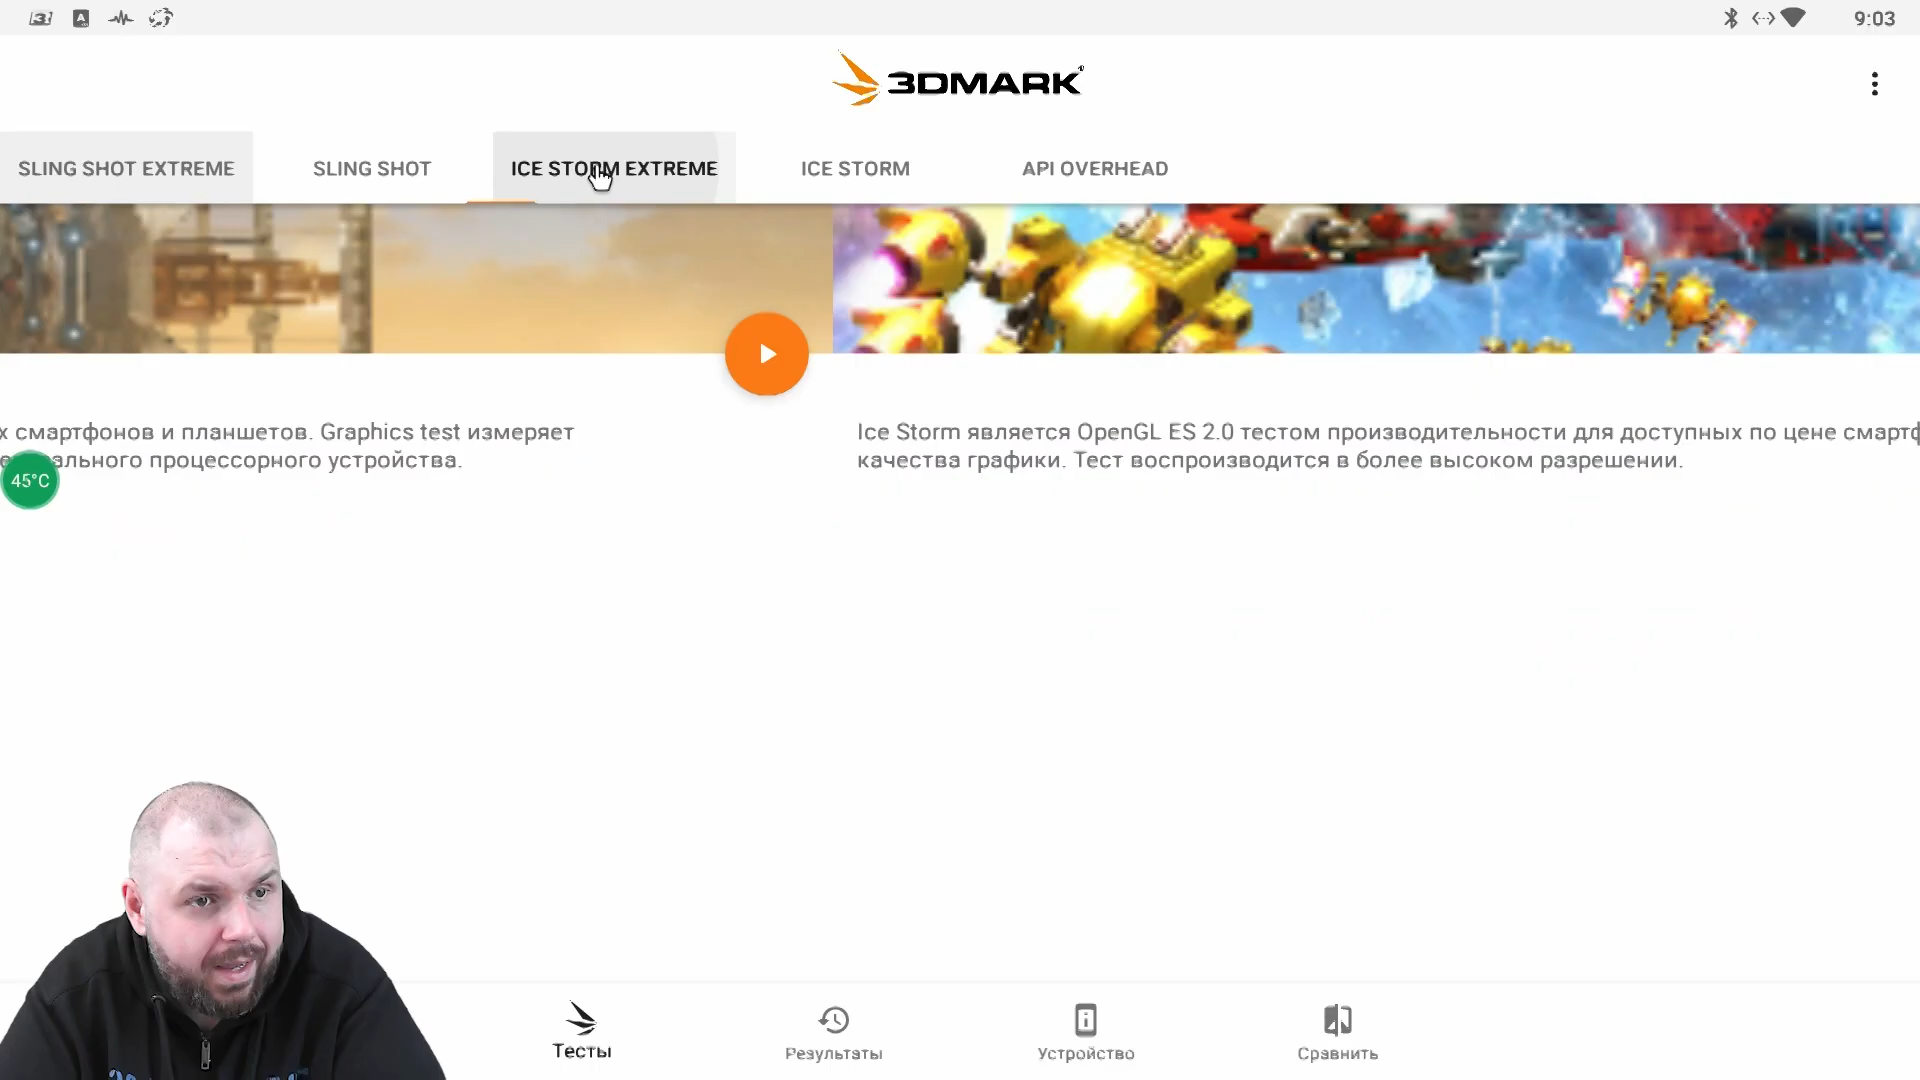 9:03
3DMARK
SLING SHOT EXTREME
SLING SHOT
ICE STORM EXTREME
ICE STORM
API OVERHEAD
х смартфонов и планшетов. Graphics test измеряет
ального процессорного устройства.
Ice Storm является OpenGL ES 2.0 тестом производительности для доступных по цене смартф
качества графики. Тест воспроизводится в более высоком разрешении.
45°C
Тесты
Результаты
Устройство
Сравнить